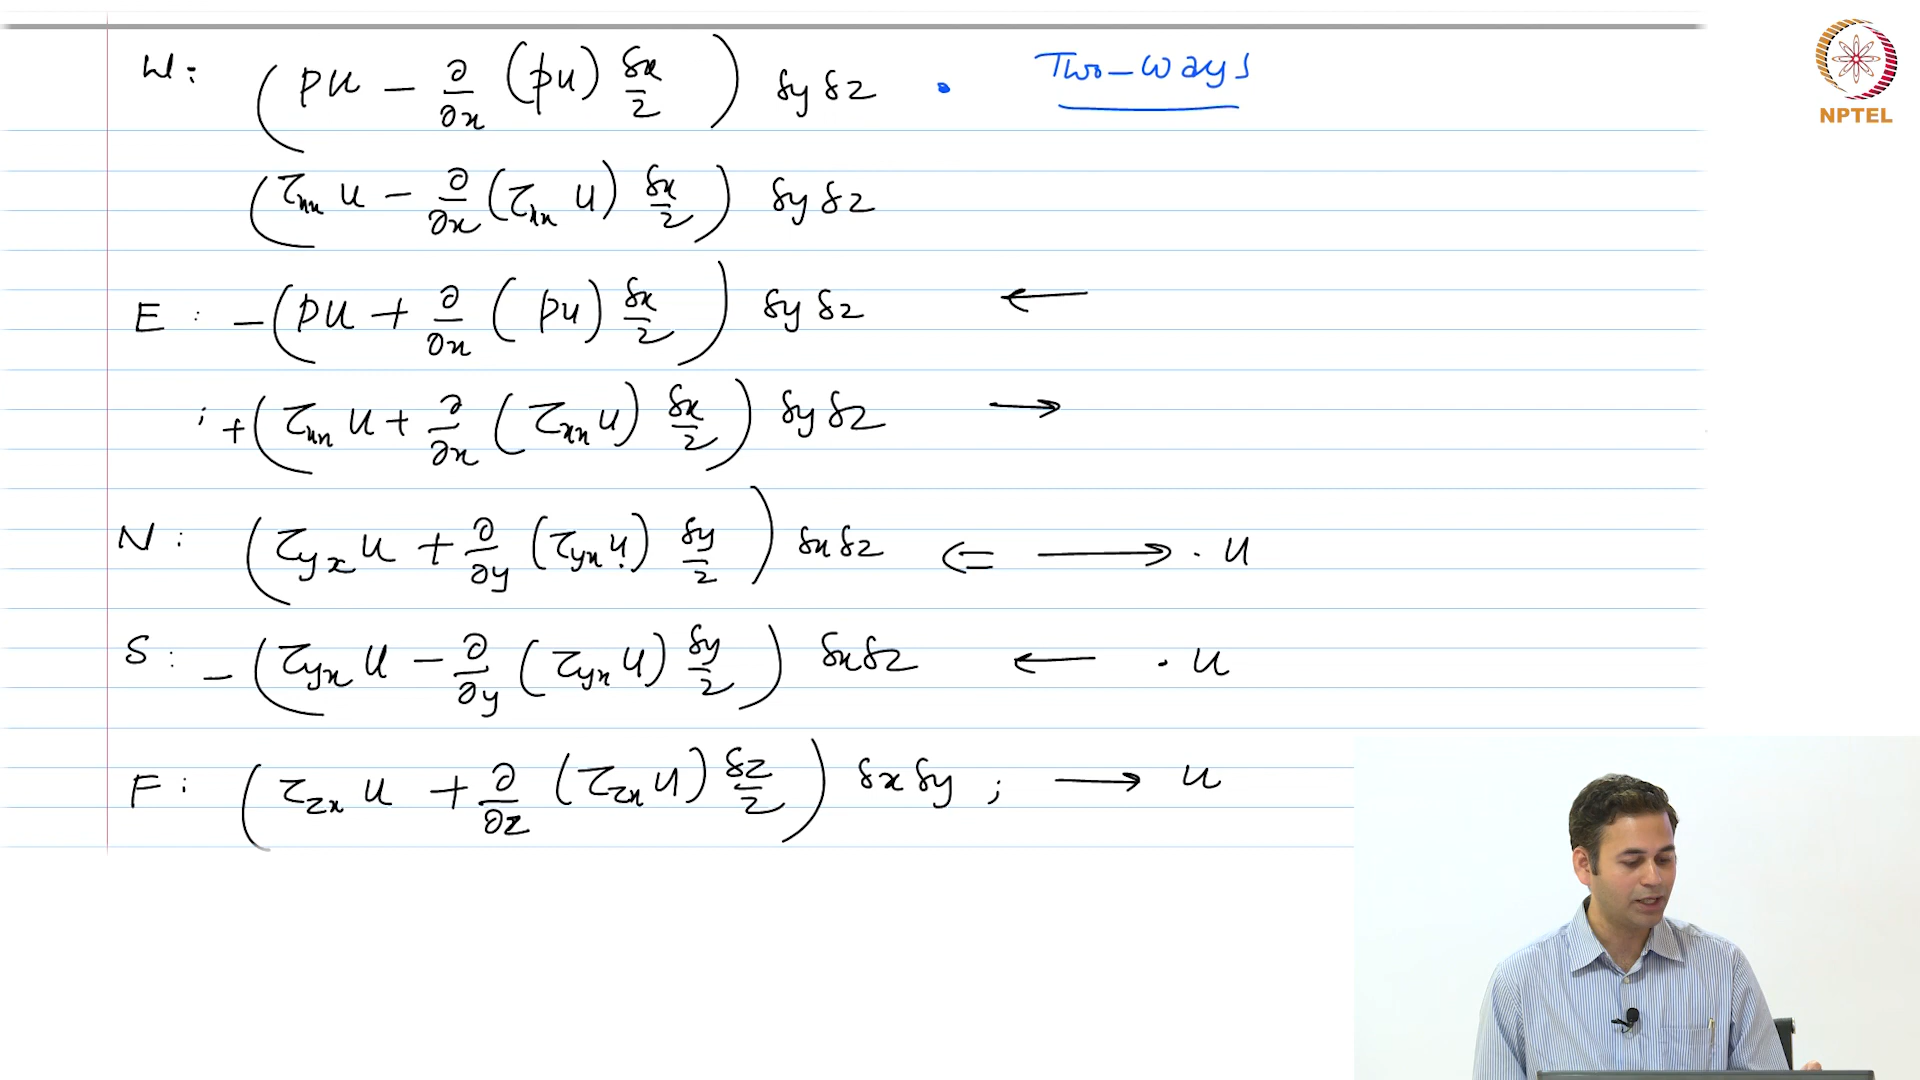 W : ( pu − ∂/∂x (pu) δx/2 ) δy δz . Two-ways
( τxx u − ∂/∂x (τxx u) δx/2 ) δy δz
E : −( pu + ∂/∂x (pu) δx/2 ) δy δz ←
; +( τxx u + ∂/∂x (τxx u) δx/2 ) δy δz →
N : ( τyx u + ∂/∂y (τyx u) δy/2 ) δx δz ⇐ ⟶ . u
S : −( τyx u − ∂/∂y (τyx u) δy/2 ) δx δz ← . u
F : ( τzx u + ∂/∂z (τzx u) δz/2 ) δx δy ; → u
NPTEL